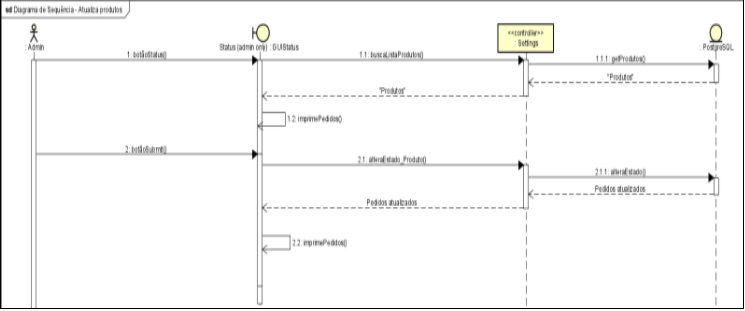 sd Diagrama de Sequência - Atualiza produtos
: Admin
Status (admin only) : GUIStatus
<<controller>>
: Settings
: PostgreSQL
1: botãoStatus()
1.1: buscaListaProdutos()
1.1.1: getProdutos()
"Produtos"
"Produtos"
1.2: imprimePedidos()
2: botãoSubmit()
2.1: alteraEstado_Produto()
2.1.1: alteraEstado()
Pedidos atualizados
Pedidos atualizados
2.2: imprimePedidos()